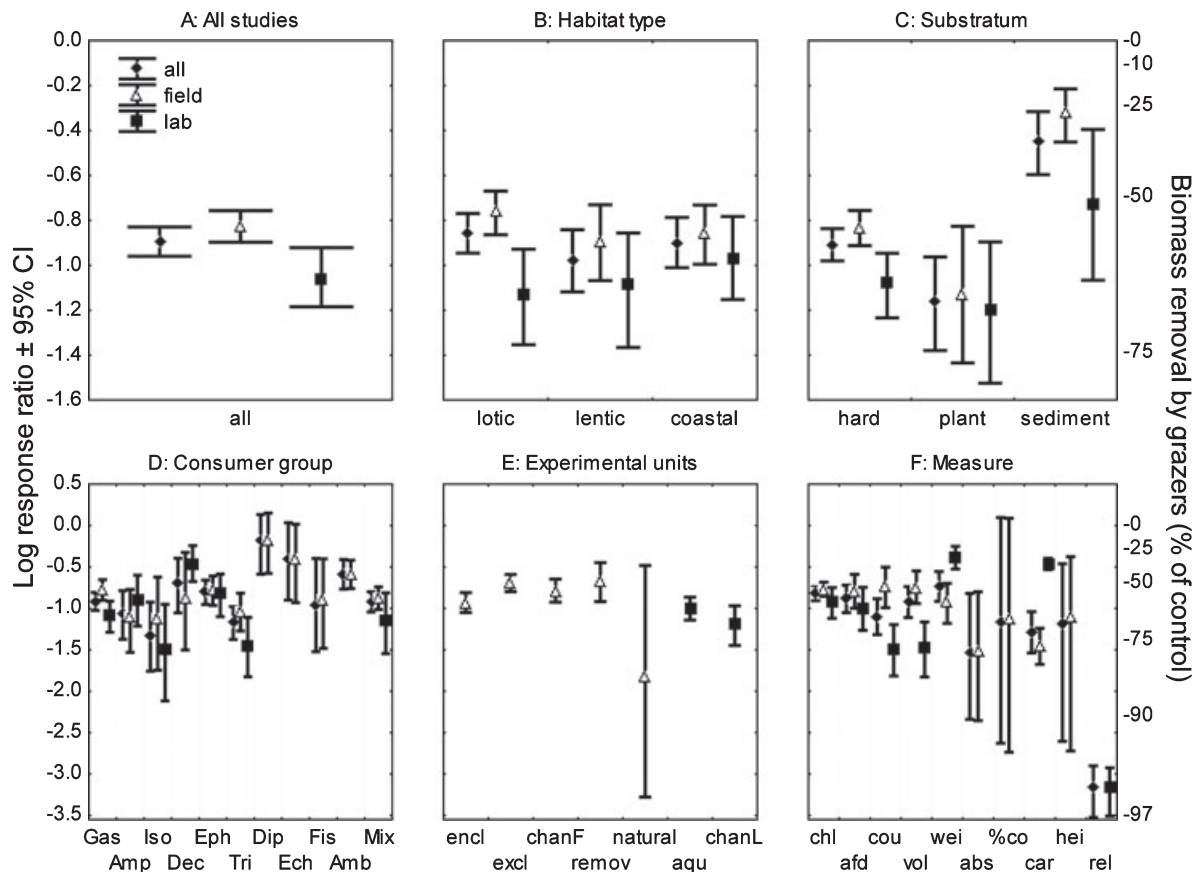 A: All studies
B: Habitat type
C: Substratum
0.0
-0.2
-0.4
-0.6
-0.8
-1.0
-1.2
-1.4
-1.6
all
field
lab
-0
-10
-25
-50
-75
all
lotic lentic coastal
hard plant sediment
Log response ratio ± 95% CI
Biomass removal by grazers (% of control)
D: Consumer group
E: Experimental units
F: Measure
0.5
0.0
-0.5
-1.0
-1.5
-2.0
-2.5
-3.0
-3.5
-0
-25
-50
-75
-90
-97
Gas Iso Eph Dip Fis Mix
Amp Dec Tri Ech Amb
encl chanF natural chanL
excl remov aqu
chl cou wei %co hei
afd vol abs car rel